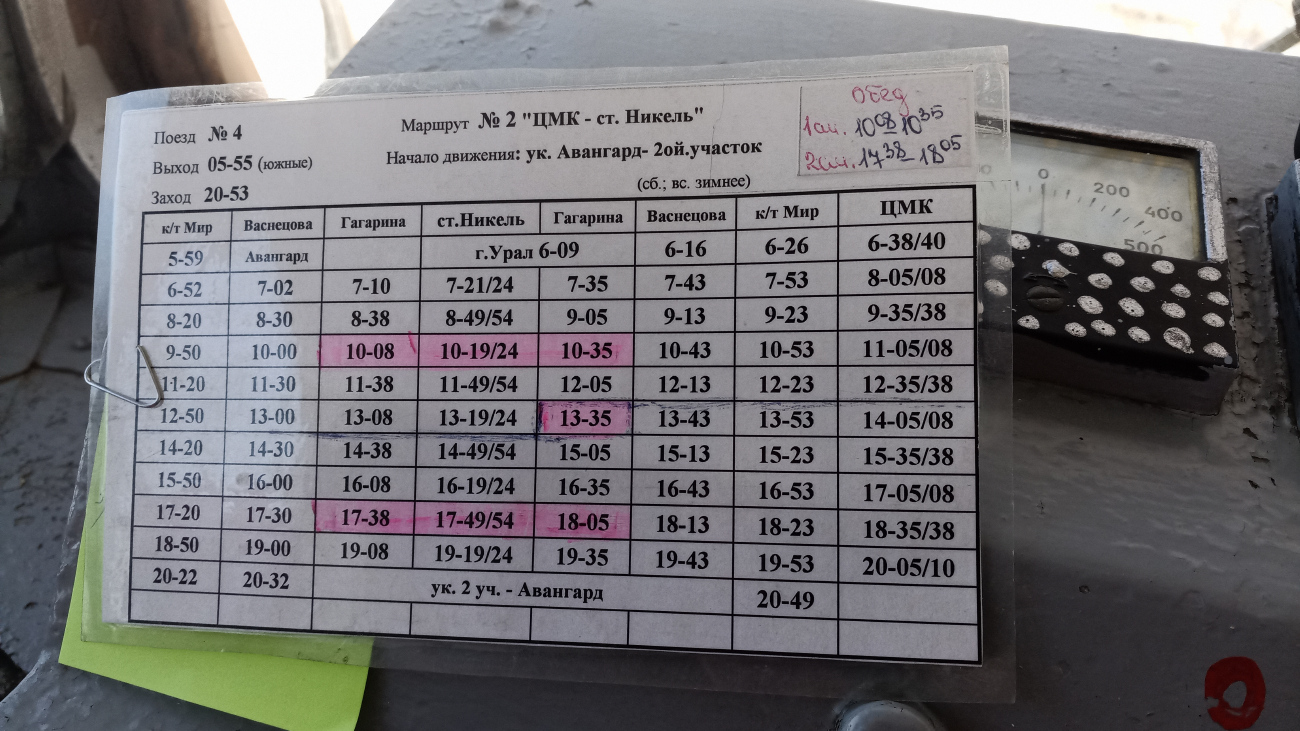 Поезд № 4
Маршрут № 2 "ЦМК - ст. Никель"
Выход 05-55 (южные)
Начало движения: ук. Авангард- 2ой.участок
Заход 20-53
(сб.; вс. зимнее)
ОБЕД
1см. 10 08 - 10 35
2см. 17 38 - 18 05
к/т Мир Васнецова Гагарина ст.Никель Гагарина Васнецова к/т Мир ЦМК
5-59 Авангард г.Урал 6-09 6-16 6-26 6-38/40
6-52 7-02 7-10 7-21/24 7-35 7-43 7-53 8-05/08
8-20 8-30 8-38 8-49/54 9-05 9-13 9-23 9-35/38
9-50 10-00 10-08 10-19/24 10-35 10-43 10-53 11-05/08
11-20 11-30 11-38 11-49/54 12-05 12-13 12-23 12-35/38
12-50 13-00 13-08 13-19/24 13-35 13-43 13-53 14-05/08
14-20 14-30 14-38 14-49/54 15-05 15-13 15-23 15-35/38
15-50 16-00 16-08 16-19/24 16-35 16-43 16-53 17-05/08
17-20 17-30 17-38 17-49/54 18-05 18-13 18-23 18-35/38
18-50 19-00 19-08 19-19/24 19-35 19-43 19-53 20-05/10
20-22 20-32 ук. 2 уч. - Авангард 20-49
0 200 400 500